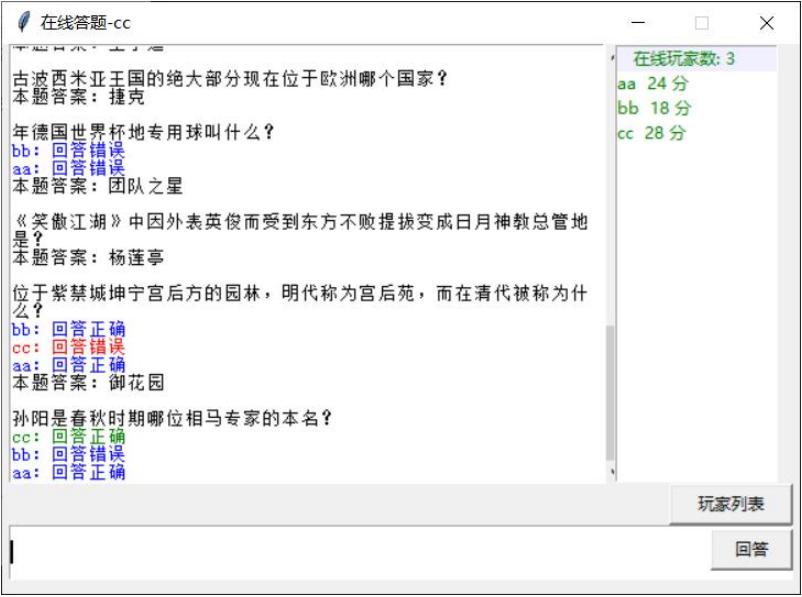 在线答题-cc
本题答案：
古波西米亚王国的绝大部分现在位于欧洲哪个国家？
本题答案：捷克
年德国世界杯地专用球叫什么？
bb：回答错误
aa：回答错误
本题答案：团队之星
《笑傲江湖》中因外表英俊而受到东方不败提拔变成日月神教总管地
是？
本题答案：杨莲亭
位于紫禁城坤宁宫后方的园林，明代称为宫后苑，而在清代被称为什
么？
bb：回答正确
cc：回答错误
aa：回答正确
本题答案：御花园
孙阳是春秋时期哪位相马专家的本名？
cc：回答正确
bb：回答错误
aa：回答正确
在线玩家数: 3
aa 24 分
bb 18 分
cc 28 分
玩家列表
回答